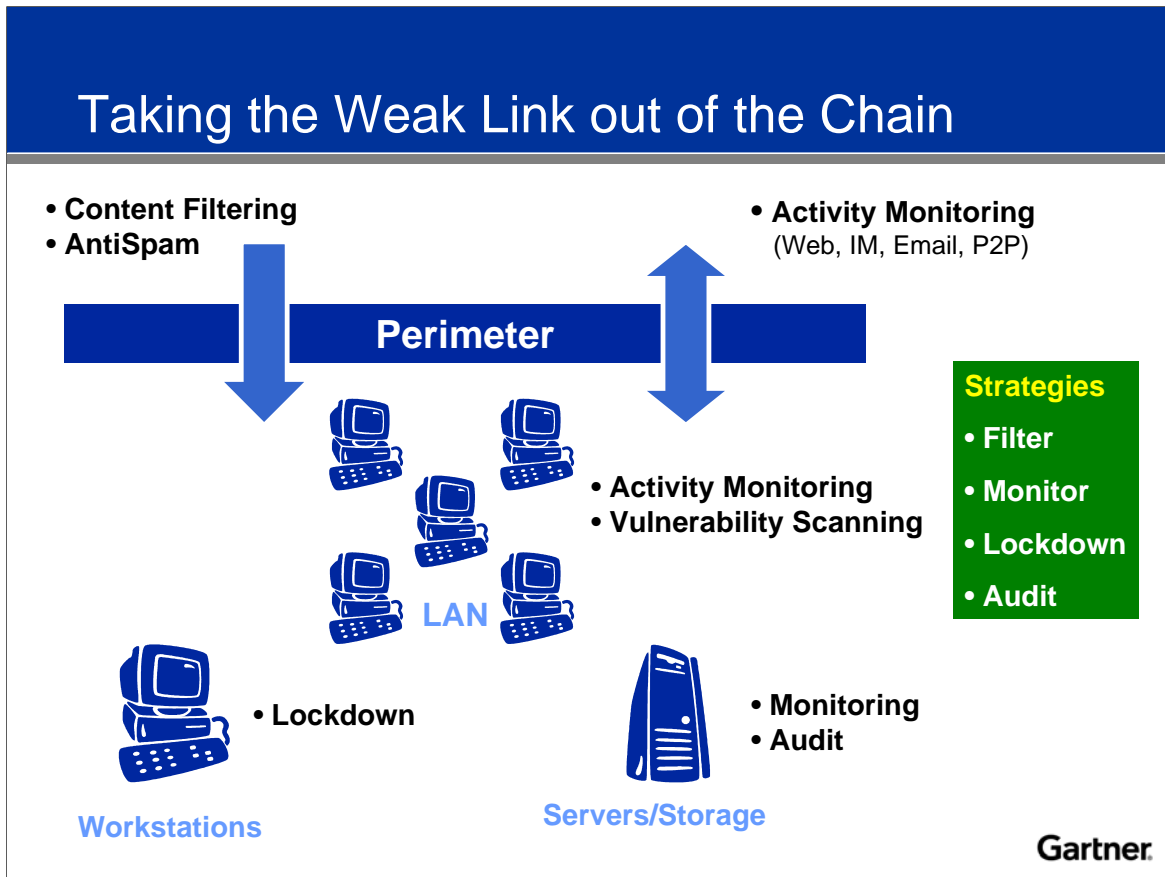 Taking the Weak Link out of the Chain
• Content Filtering
• AntiSpam
• Activity Monitoring
(Web, IM, Email, P2P)
Perimeter
Strategies
• Filter
• Monitor
• Lockdown
• Audit
• Activity Monitoring
• Vulnerability Scanning
LAN
• Lockdown
Workstations
• Monitoring
• Audit
Servers/Storage
Gartner.